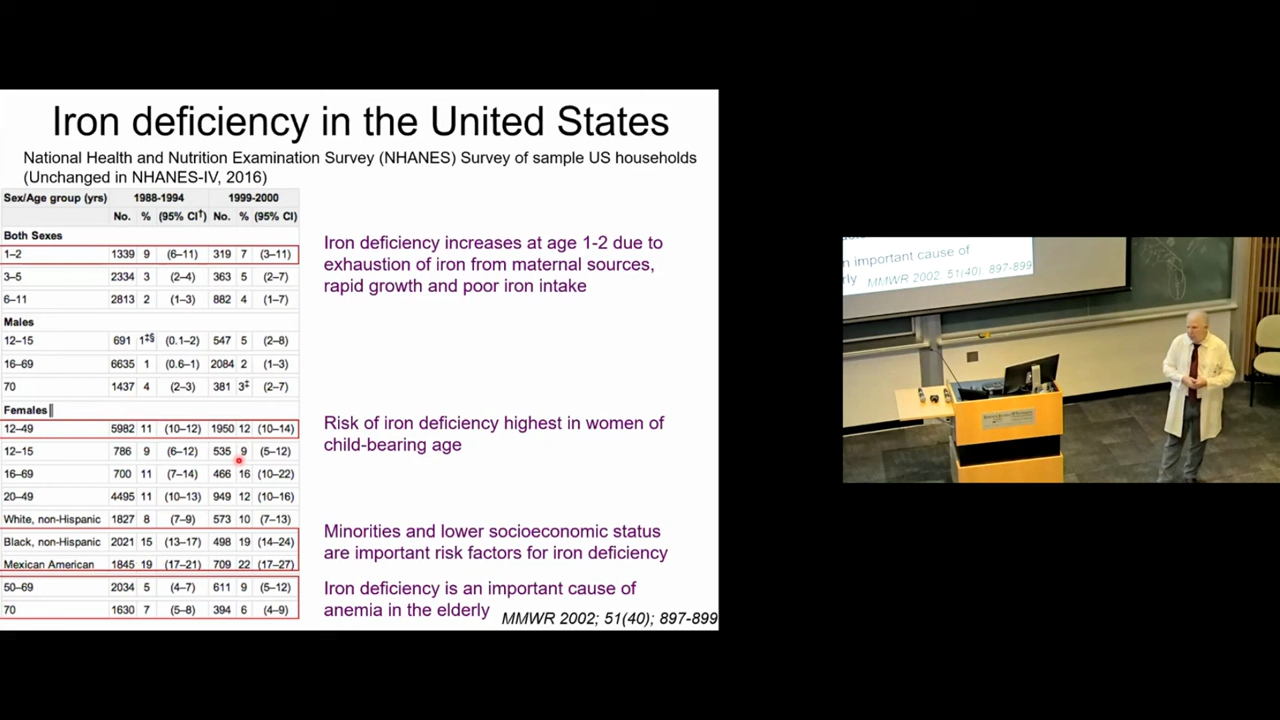 Iron deficiency in the United States
National Health and Nutrition Examination Survey (NHANES) Survey of sample US households
(Unchanged in NHANES-IV, 2016)
Sex/Age group (yrs) 1988-1994 1999-2000
No. % (95% CI†) No. % (95% CI)
Both Sexes
1–2 1339 9 (6–11) 319 7 (3–11)
3–5 2334 3 (2–4) 363 5 (2–7)
6–11 2813 2 (1–3) 882 4 (1–7)
Males
12–15 691 1‡§ (0.1–2) 547 5 (2–8)
16–69 6635 1 (0.6–1) 2084 2 (1–3)
70 1437 4 (2–3) 381 3‡ (2–7)
Females‖
12–49 5982 11 (10–12) 1950 12 (10–14)
12–15 786 9 (6–12) 535 9 (5–12)
16–69 700 11 (7–14) 466 16 (10–22)
20–49 4495 11 (10–13) 949 12 (10–16)
White, non-Hispanic 1827 8 (7–9) 573 10 (7–13)
Black, non-Hispanic 2021 15 (13–17) 498 19 (14–24)
Mexican American 1845 19 (17–21) 709 22 (17–27)
50–69 2034 5 (4–7) 611 9 (5–12)
70 1630 7 (5–8) 394 6 (4–9)
Iron deficiency increases at age 1-2 due to
exhaustion of iron from maternal sources,
rapid growth and poor iron intake
Risk of iron deficiency highest in women of
child-bearing age
Minorities and lower socioeconomic status
are important risk factors for iron deficiency
Iron deficiency is an important cause of
anemia in the elderly
MMWR 2002; 51(40); 897-899
n important cause of
rly MMWR 2002; 51(40); 897-899